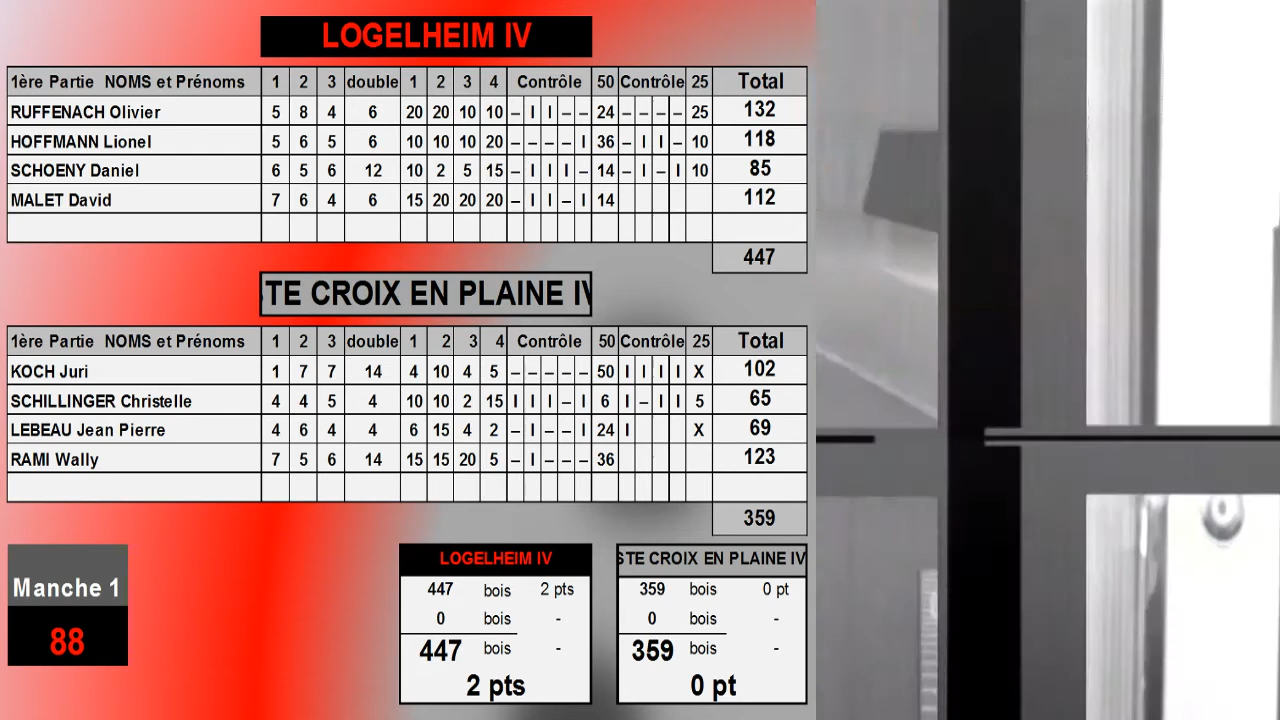 LOGELHEIM IV
1ère Partie NOMS et Prénoms 1 2 3 double 1 2 3 4 Contrôle 50 Contrôle 25 Total
RUFFENACH Olivier 5 8 4 6 20 20 10 10 – I I – – 24 – – – – 25 132
HOFFMANN Lionel 5 6 5 6 10 10 10 20 – – – – I 36 – I I – 10 118
SCHOENY Daniel 6 5 6 12 10 2 5 15 – I I I – 14 – I – I 10 85
MALET David 7 6 4 6 15 20 20 20 – I I – I 14 112
447
STE CROIX EN PLAINE IV
1ère Partie NOMS et Prénoms 1 2 3 double 1 2 3 4 Contrôle 50 Contrôle 25 Total
KOCH Juri 1 7 7 14 4 10 4 5 – – – – – 50 I I I I X 102
SCHILLINGER Christelle 4 4 5 4 10 10 2 15 I I I – I 6 I – I I 5 65
LEBEAU Jean Pierre 4 6 4 4 6 15 4 2 – I – – I 24 I X 69
RAMI Wally 7 5 6 14 15 15 20 5 – I – – – 36 123
359
Manche 1
88
LOGELHEIM IV
447 bois 2 pts
0 bois -
447 bois -
2 pts
STE CROIX EN PLAINE IV
359 bois 0 pt
0 bois -
359 bois -
0 pt